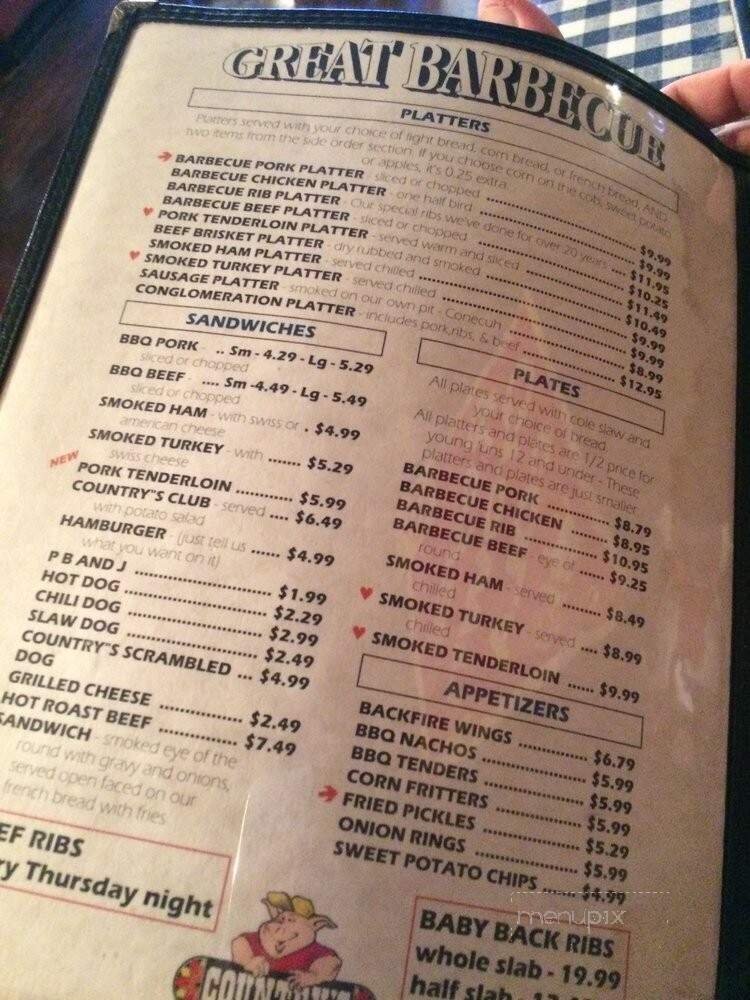 GREAT BARBECUE
PLATTERS
Platters served with your choice of light bread, corn bread, or french bread, AND
two items from the side order section. If you choose corn on the cob, sweet potato
or apples, it's 0.25 extra.
BARBECUE PORK PLATTER - sliced or chopped $9.99
BARBECUE CHICKEN PLATTER - one half bird $9.99
BARBECUE RIB PLATTER - Our special ribs we've done for over 20 years $11.95
BARBECUE BEEF PLATTER - sliced or chopped $10.25
PORK TENDERLOIN PLATTER - served warm and sliced $11.49
BEEF BRISKET PLATTER - dry rubbed and smoked $10.49
SMOKED HAM PLATTER - served chilled $9.99
SMOKED TURKEY PLATTER - served chilled $9.99
SAUSAGE PLATTER - smoked on our own pit - Conecuh $8.99
CONGLOMERATION PLATTER - includes pork,ribs, & beef $12.95
SANDWICHES
BBQ PORK - .. Sm - 4.29 - Lg - 5.29
sliced or chopped
BBQ BEEF - .... Sm -4.49 - Lg - 5.49
sliced or chopped
SMOKED HAM - with swiss or . $4.99
american cheese
SMOKED TURKEY - with ....... $5.29
swiss cheese
NEW
PORK TENDERLOIN ............ $5.99
COUNTRY"S CLUB - served .... $6.49
with potato salad
HAMBURGER - (just tell us ...... $4.99
what you want on it)
P B AND J $1.99
HOT DOG $2.29
CHILI DOG $2.99
SLAW DOG $2.49
COUNTRY"S SCRAMBLED ... $4.99
DOG
GRILLED CHEESE $2.49
HOT ROAST BEEF $7.49
SANDWICH - smoked eye of the
round with gravy and onions,
served open faced on our
french bread with fries
EF RIBS
ry Thursday night
PLATES
All plates served with cole slaw and
your choice of bread
All platters and plates are 1/2 price for
young 'uns 12 and under - These
platters and plates are just smaller
BARBECUE PORK $8.79
BARBECUE CHICKEN $8.95
BARBECUE RIB $10.95
BARBECUE BEEF - eye of ...... $9.25
round
SMOKED HAM - served ........ $8.49
chilled
SMOKED TURKEY - served .... $8.99
chilled
SMOKED TENDERLOIN ...... $9.99
APPETIZERS
BACKFIRE WINGS $6.79
BBQ NACHOS $5.99
BBQ TENDERS $5.99
CORN FRITTERS $5.99
FRIED PICKLES $5.29
ONION RINGS $5.99
SWEET POTATO CHIPS ...... $4.99
menupix
BABY BACK RIBS
whole slab - 19.99
half slab